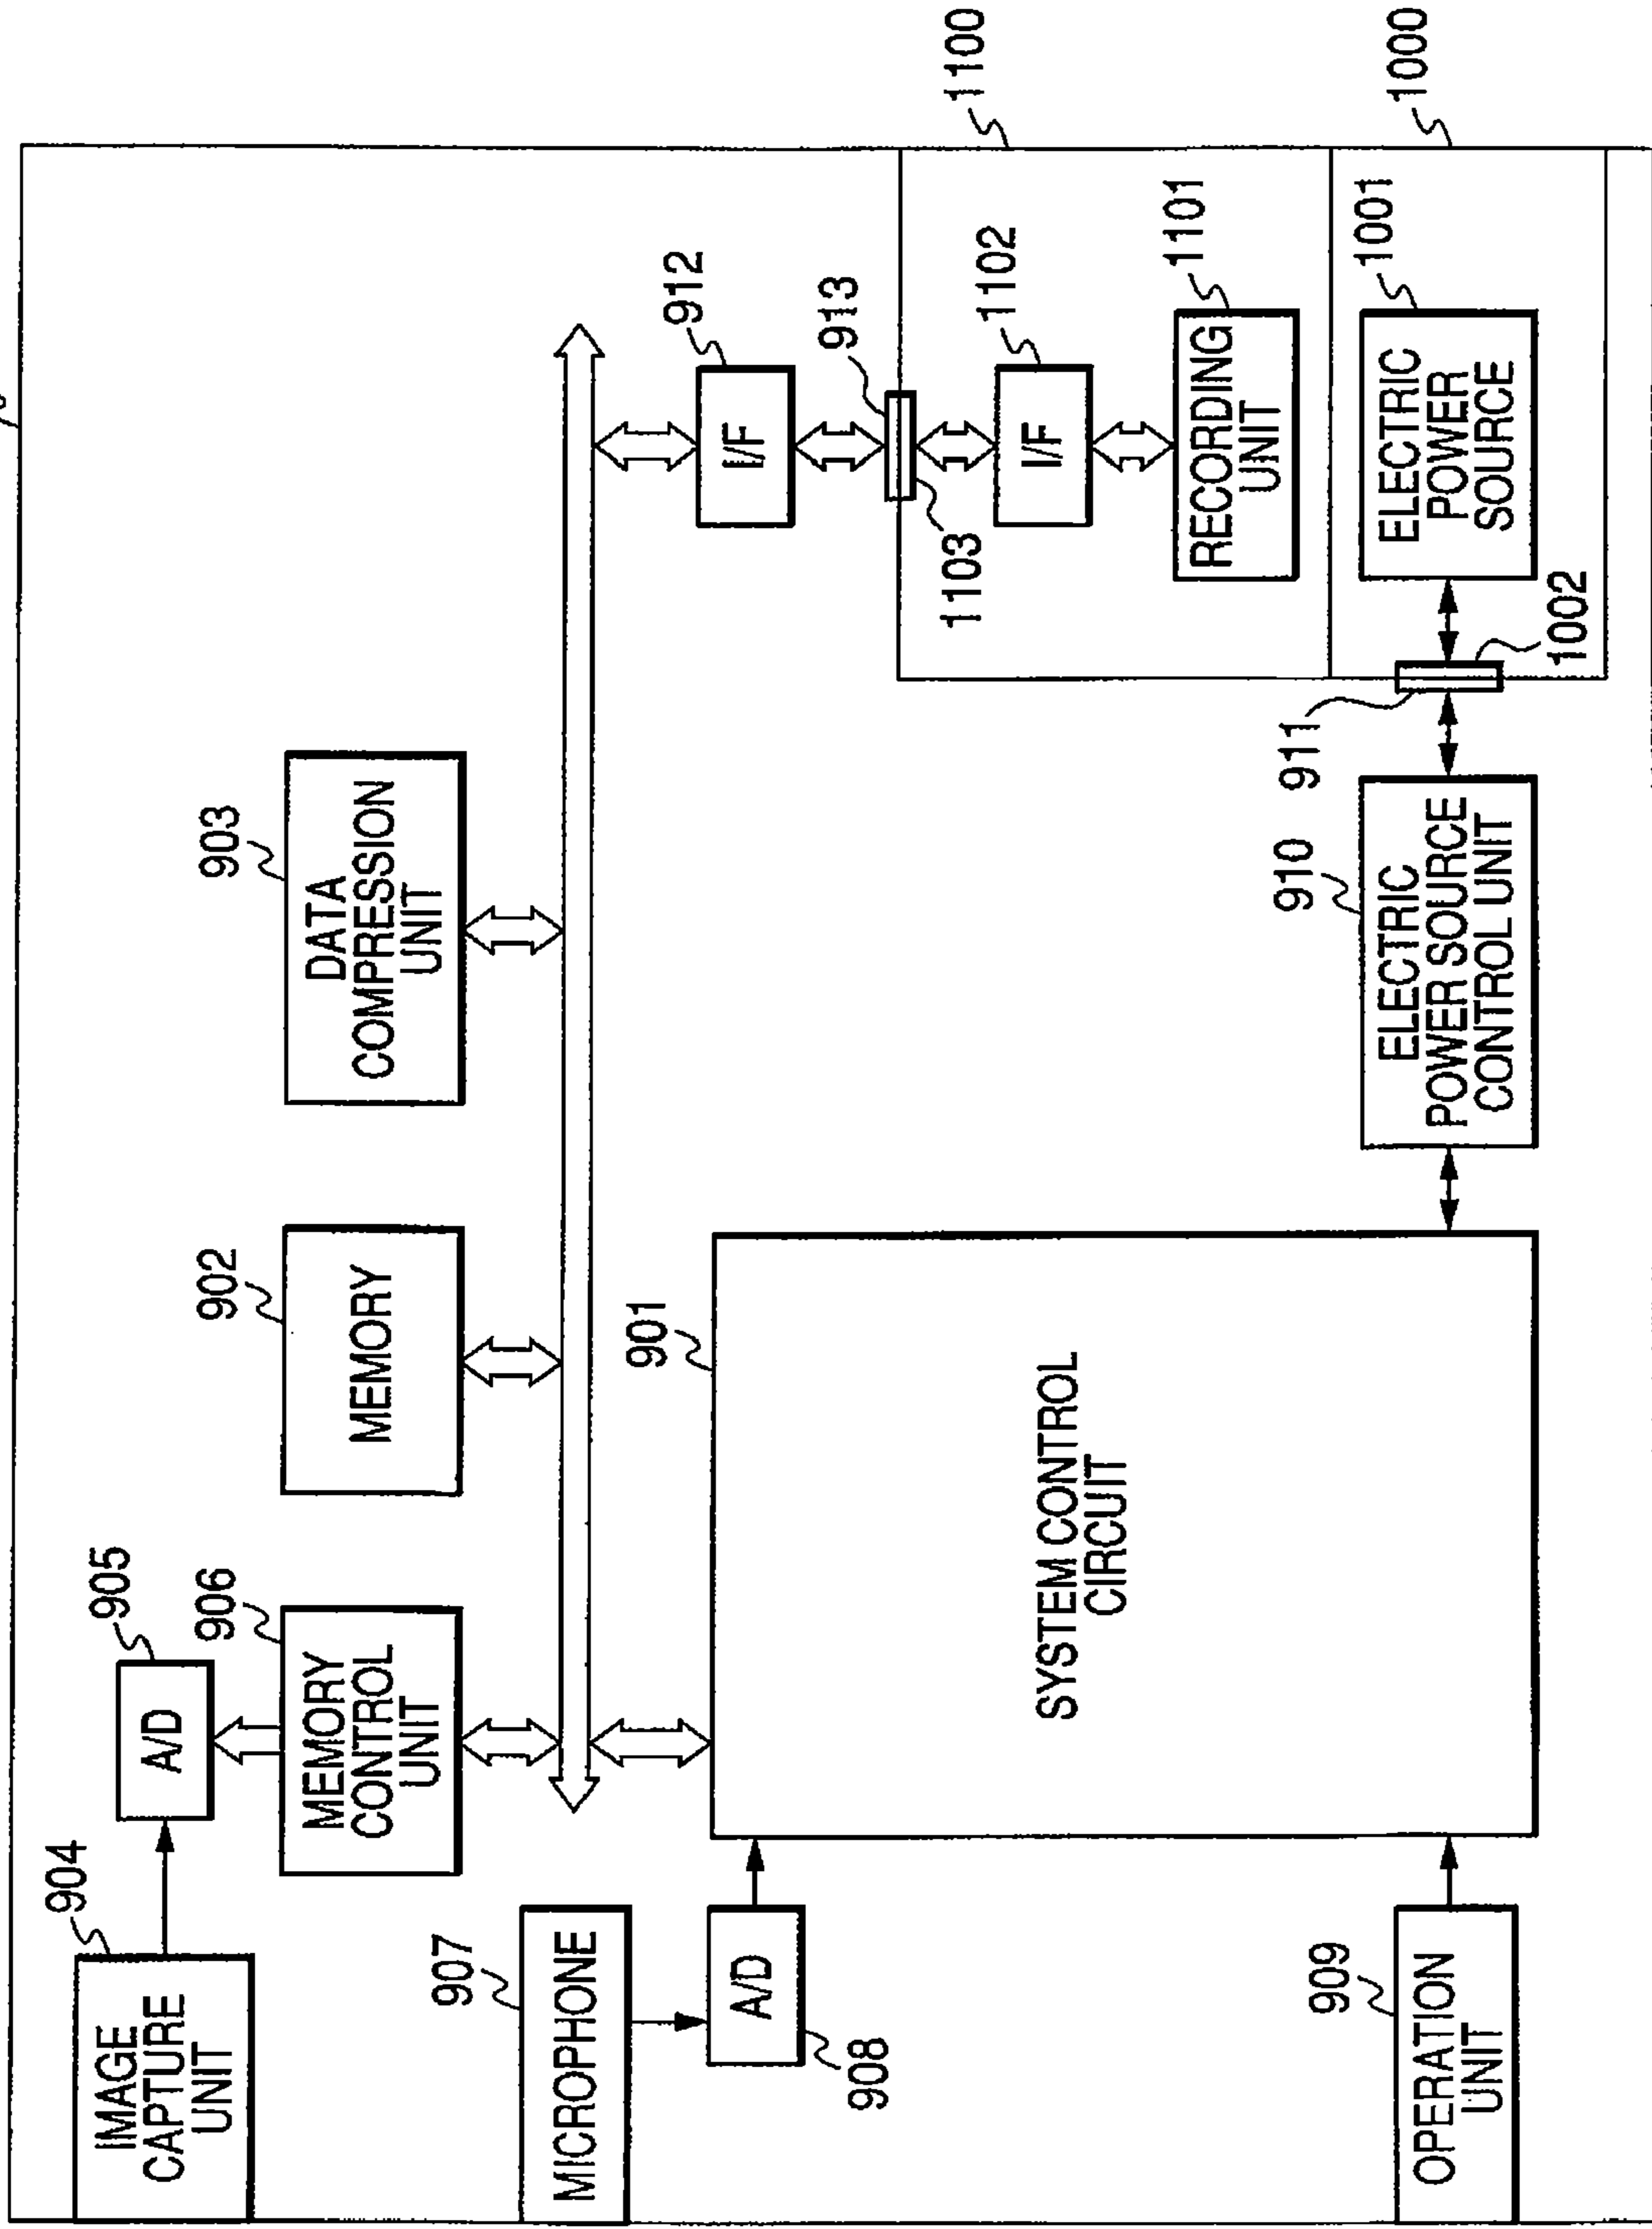 904
IMAGE
CAPTURE
UNIT
905
A/D
906
MEMORY
CONTROL
UNIT
902
MEMORY
903
DATA
COMPRESSION
UNIT
907
MICROPHONE
A/D
908
901
SYSTEM CONTROL
CIRCUIT
909
OPERATION
UNIT
910
ELECTRIC
POWER SOURCE
CONTROL UNIT
911
912
I/F
913
1103
1102
I/F
1101
RECORDING
UNIT
1100
1000
1001
ELECTRIC
POWER
SOURCE
1002